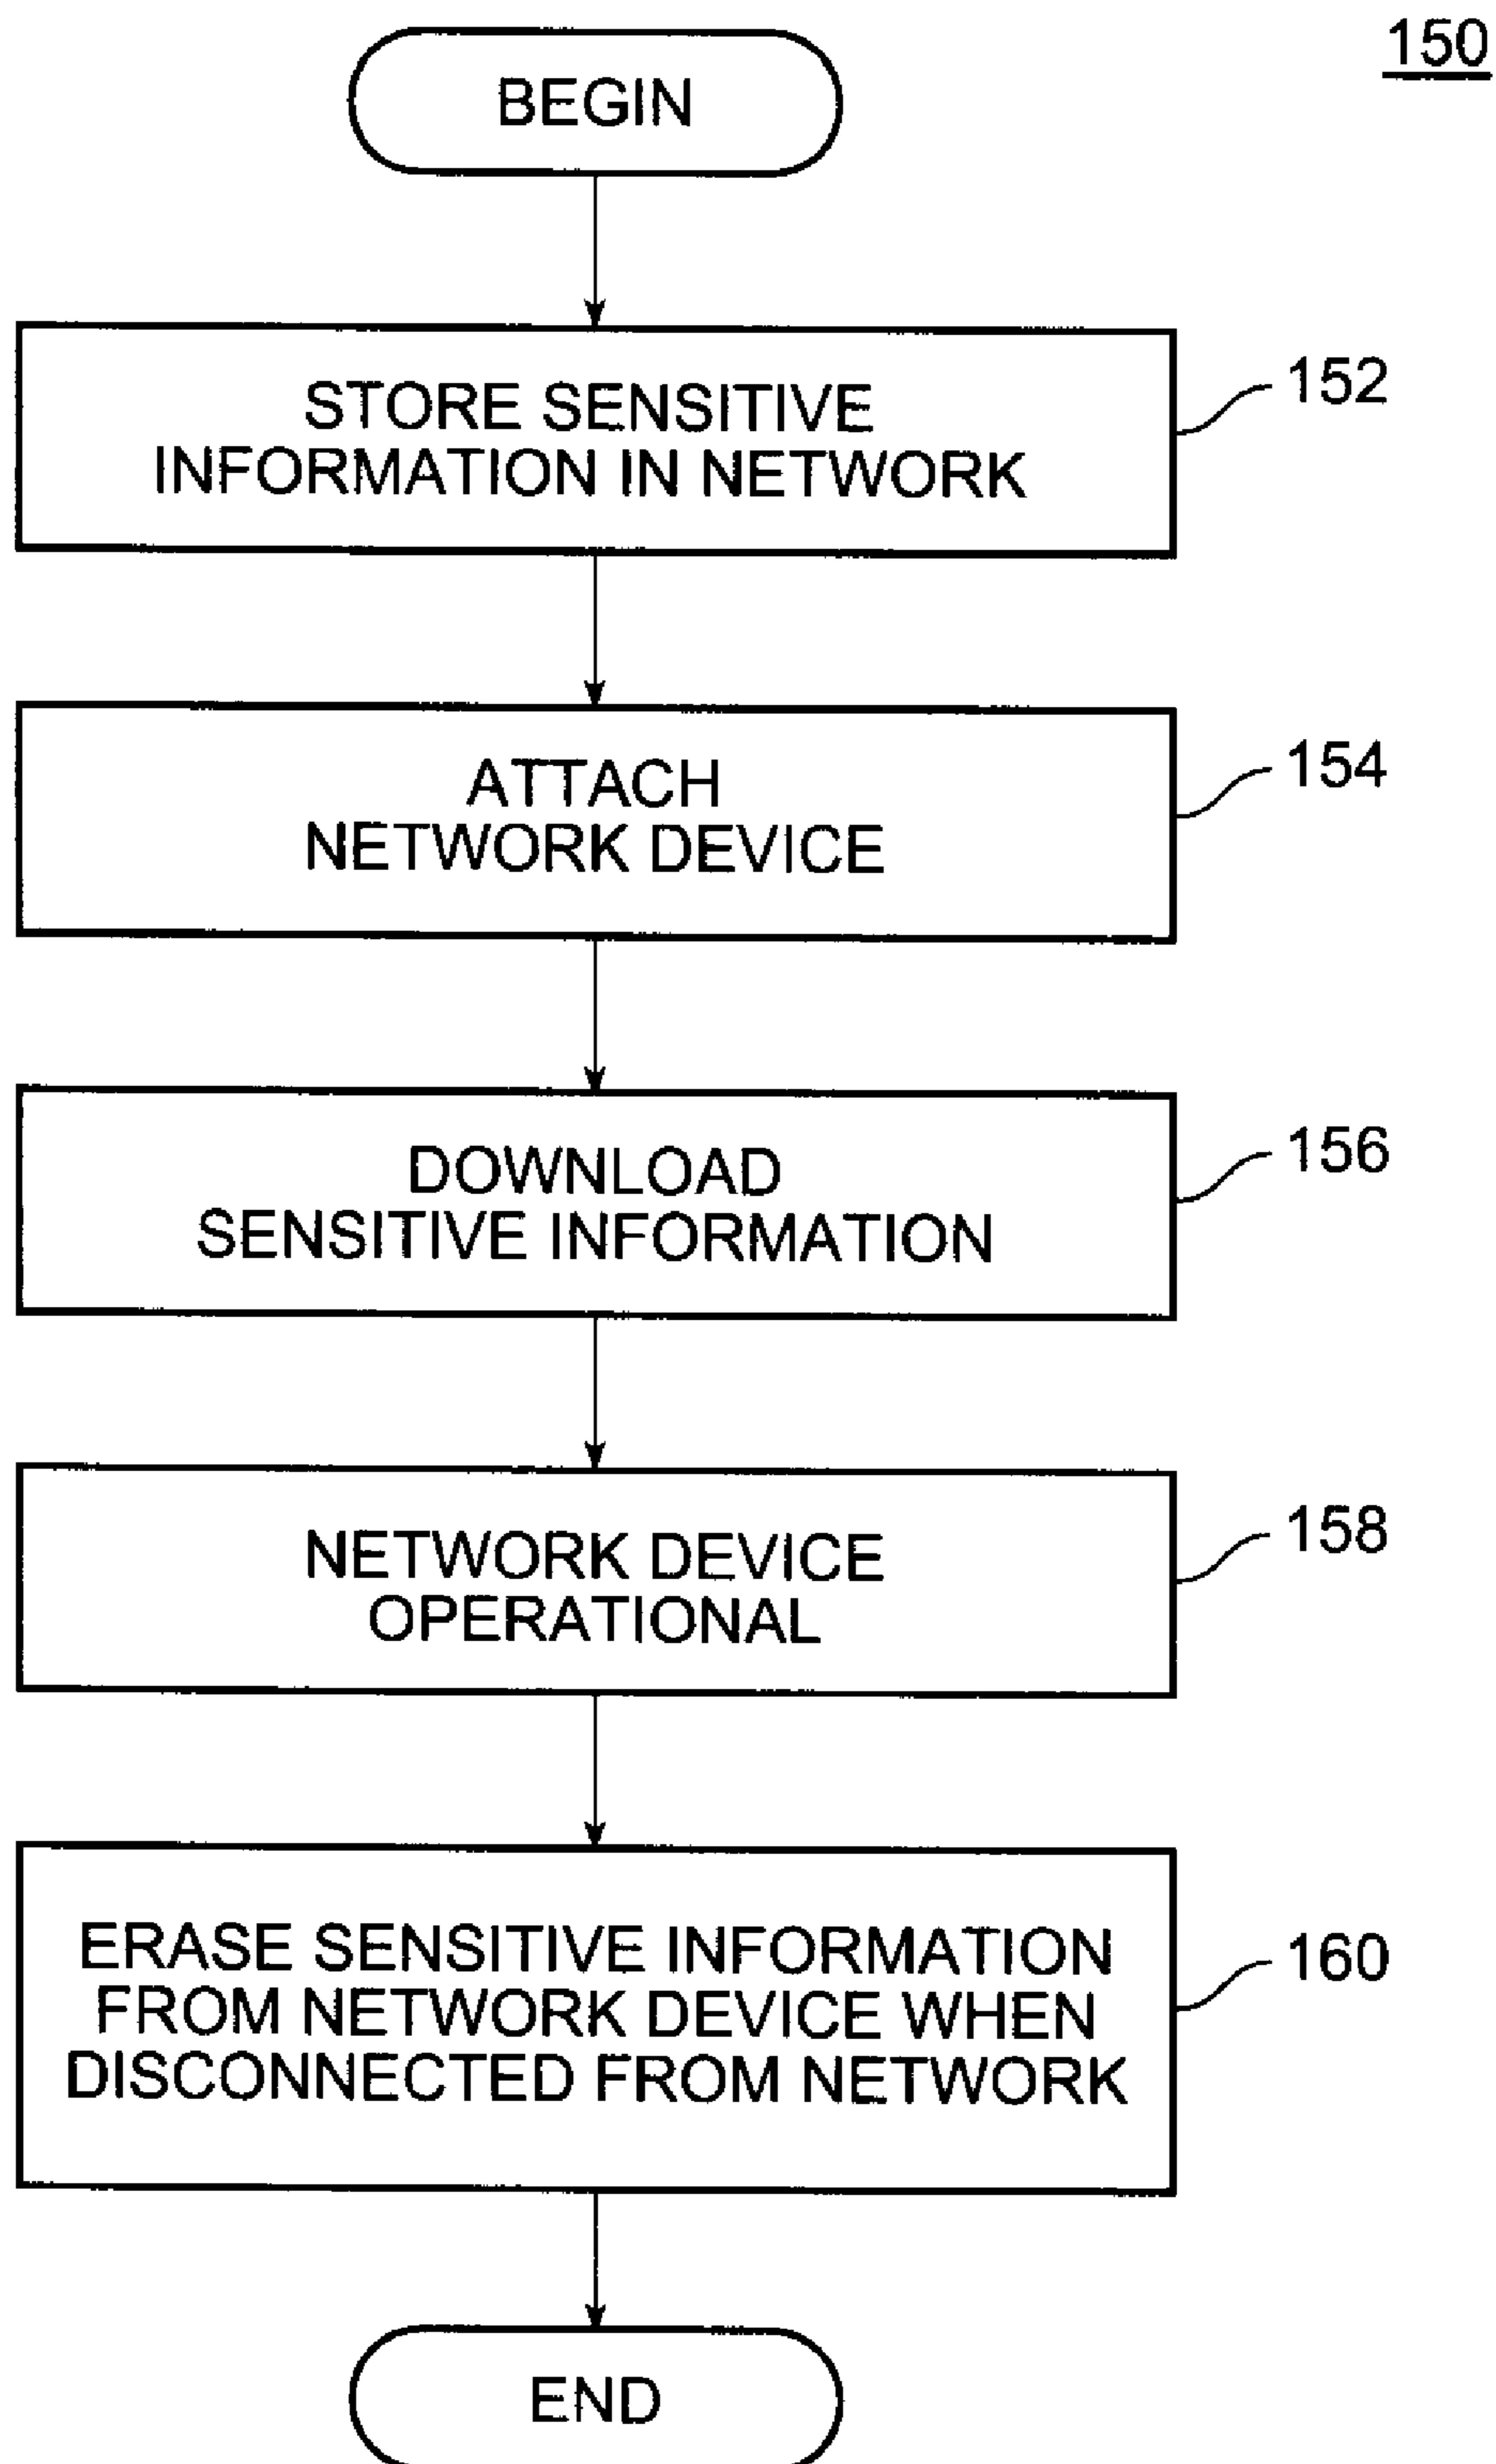 150
BEGIN
STORE SENSITIVE
INFORMATION IN NETWORK
152
ATTACH
NETWORK DEVICE
154
DOWNLOAD
SENSITIVE INFORMATION
156
NETWORK DEVICE
OPERATIONAL
158
ERASE SENSITIVE INFORMATION
FROM NETWORK DEVICE WHEN
DISCONNECTED FROM NETWORK
160
END